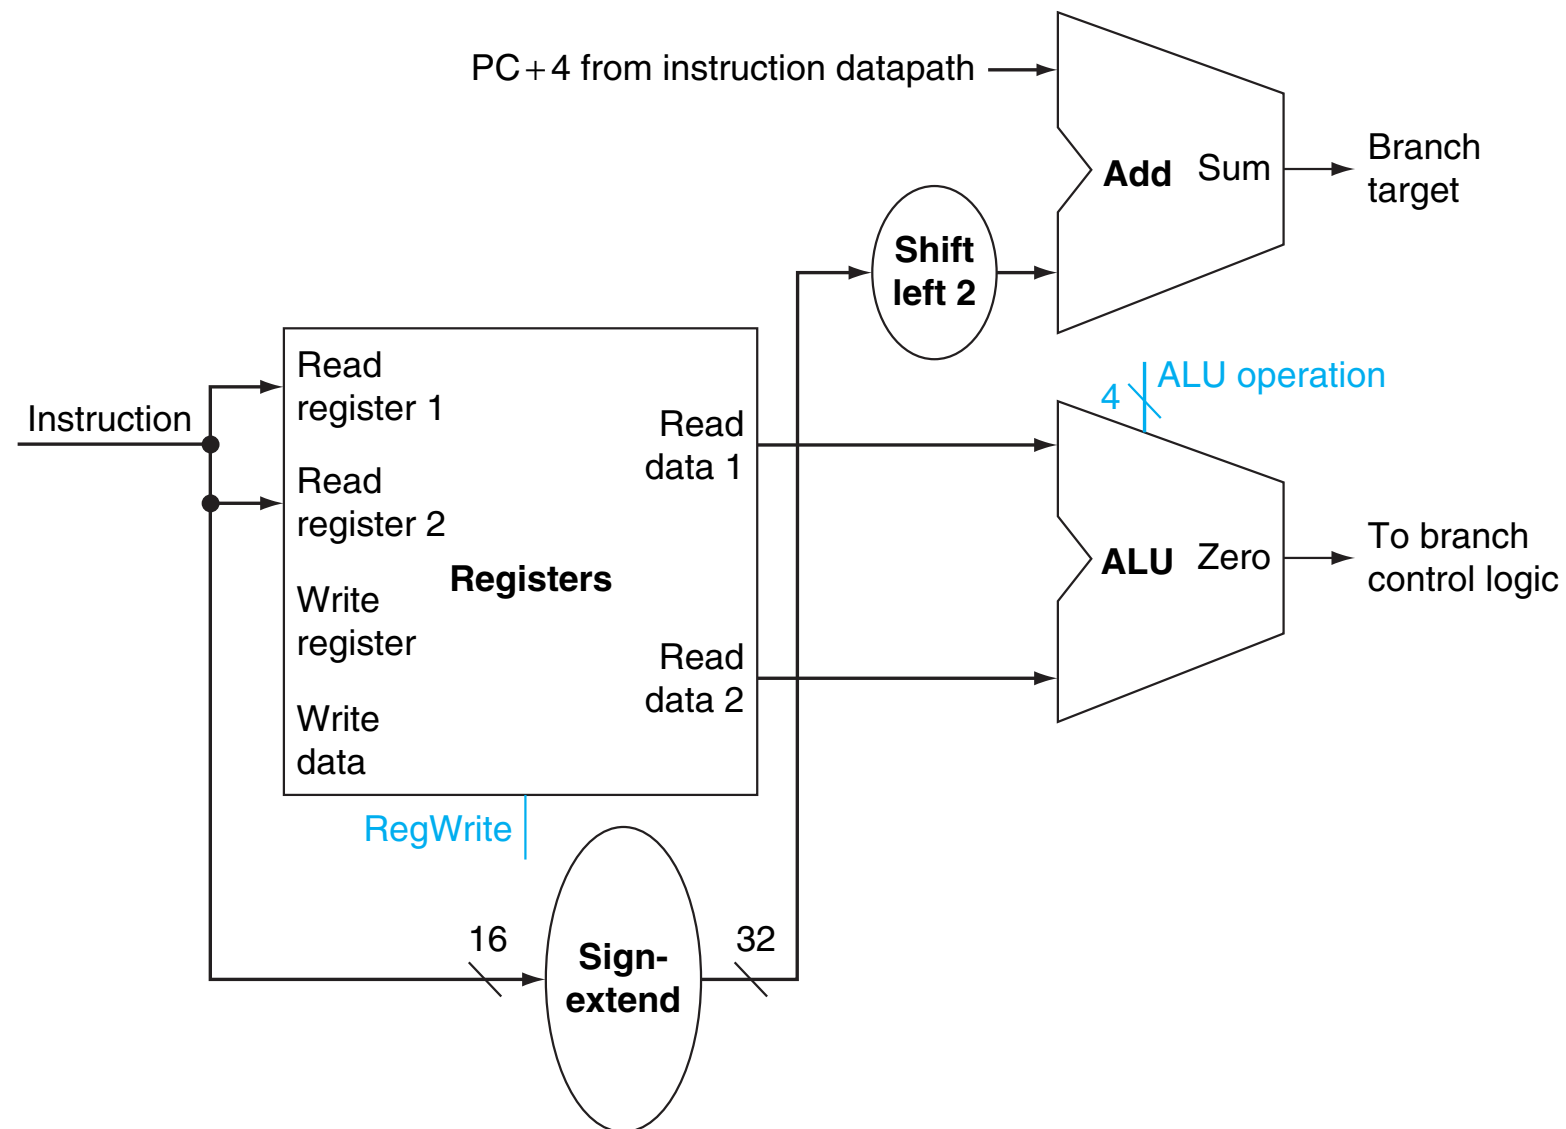 PC+4 from instruction datapath
Add Sum
Branch
target
Shift
left 2
Instruction
Read
register 1
Read
register 2
Registers
Write
register
Write
data
Read
data 1
Read
data 2
RegWrite
4
ALU operation
ALU Zero
To branch
control logic
16
Sign-
extend
32